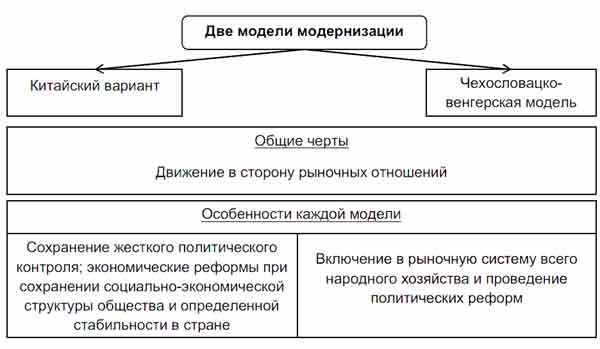 Две модели модернизации
Китайский вариант
Чехословацко-
венгерская модель
Общие черты
Движение в сторону рыночных отношений
Особенности каждой модели
Сохранение жесткого политического
контроля; экономические реформы при
сохранении социально-экономической
структуры общества и определенной
стабильности в стране
Включение в рыночную систему всего
народного хозяйства и проведение
политических реформ